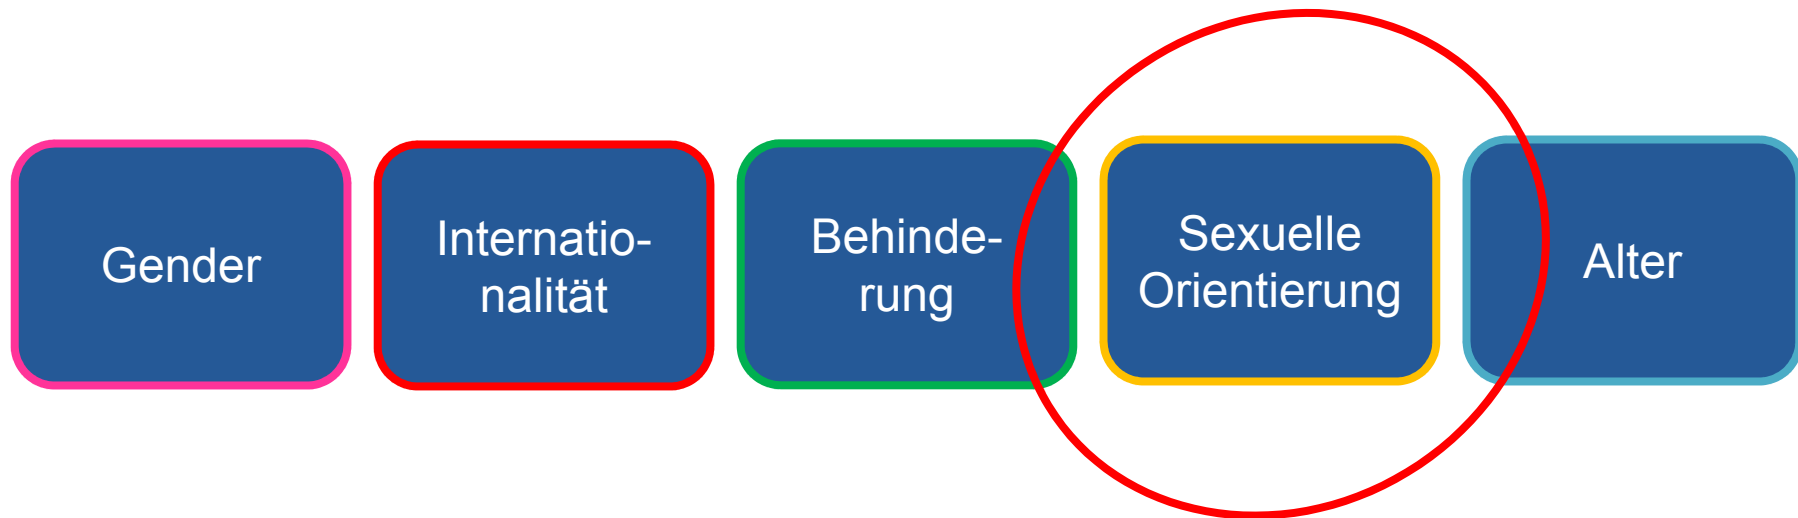 Gender
Internatio-
nalität
Behinde-
rung
Sexuelle
Orientierung
Alter